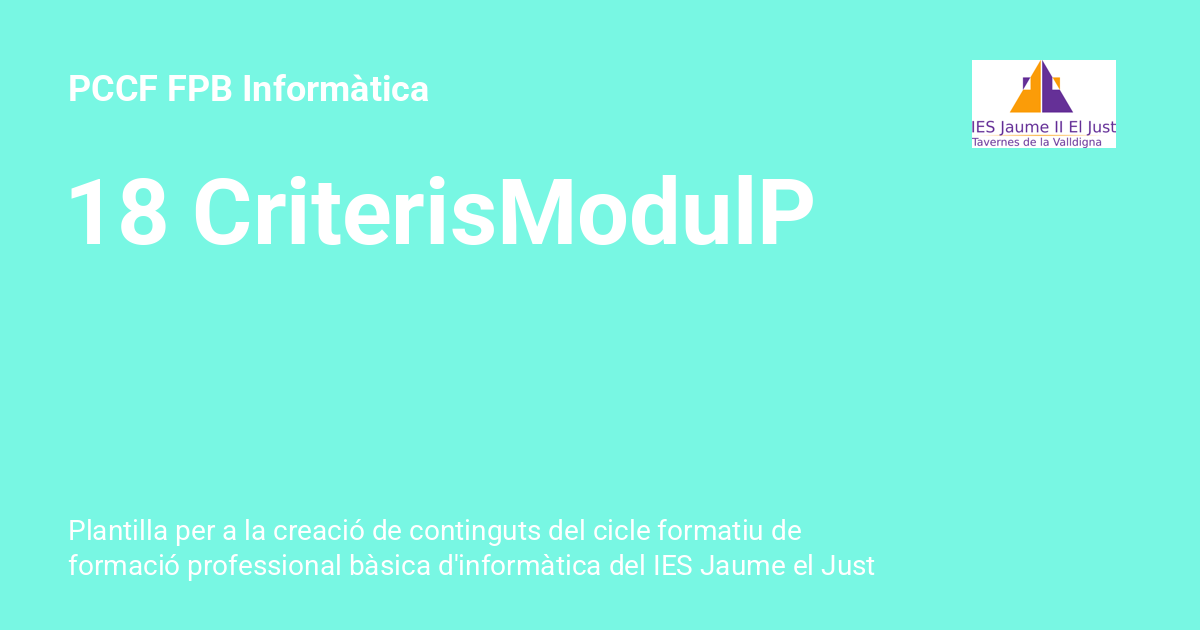 PCCF FPB Informàtica
IES Jaume II El Just
Tavernes de la Valldigna
18 CriterisModulP
Plantilla per a la creació de continguts del cicle formatiu de
formació professional bàsica d'informàtica del IES Jaume el Just